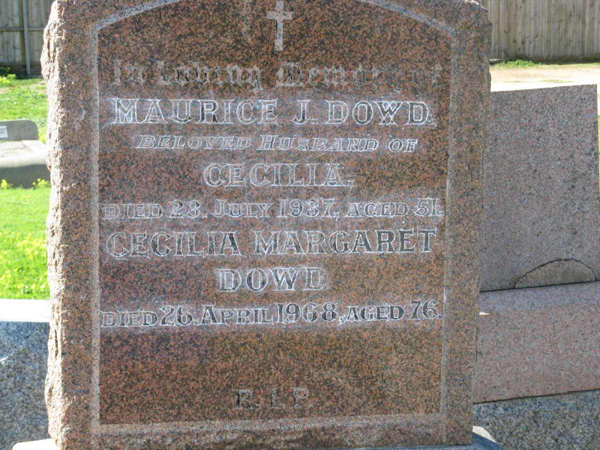 In Loving Memory of
MAURICE J. DOWD,
BELOVED HUSBAND OF
CECILIA,
DIED 23. JULY 1937, AGED 51.
CECILIA MARGARET
DOWD
DIED 26. APRIL 1968, AGED 76.
R.I.P.